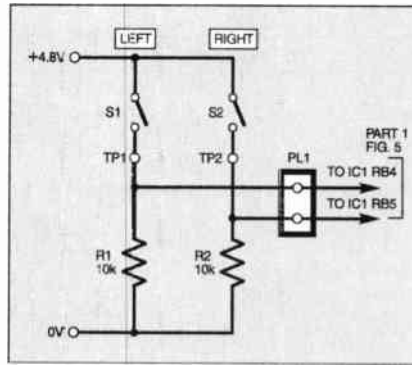 LEFT RIGHT
+4.8V
S1 S2
PART 1
FIG. 5
TP1 TP2 PL1
TO IC1 RB4
TO IC1 RB5
R1
10k
R2
10k
0V